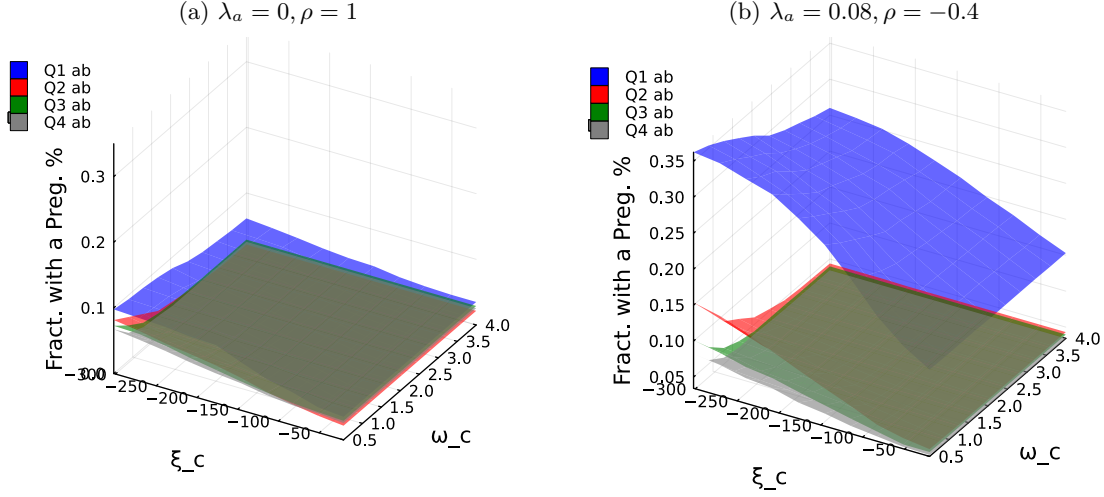 (a) λ_a = 0, ρ = 1
Q1 ab
Q2 ab
Q3 ab
Q4 ab
Fract. with a Preg. %
0.3
0.2
0.1
0.0
−300
−250
−200
−150
−100
−50
ξ_c
0.5
1.0
1.5
2.0
2.5
3.0
3.5
4.0
ω_c
(b) λ_a = 0.08, ρ = −0.4
Q1 ab
Q2 ab
Q3 ab
Q4 ab
Fract. with a Preg. %
0.35
0.30
0.25
0.20
0.15
0.10
0.05
−300
−250
−200
−150
−100
−50
ξ_c
0.5
1.0
1.5
2.0
2.5
3.0
3.5
4.0
ω_c